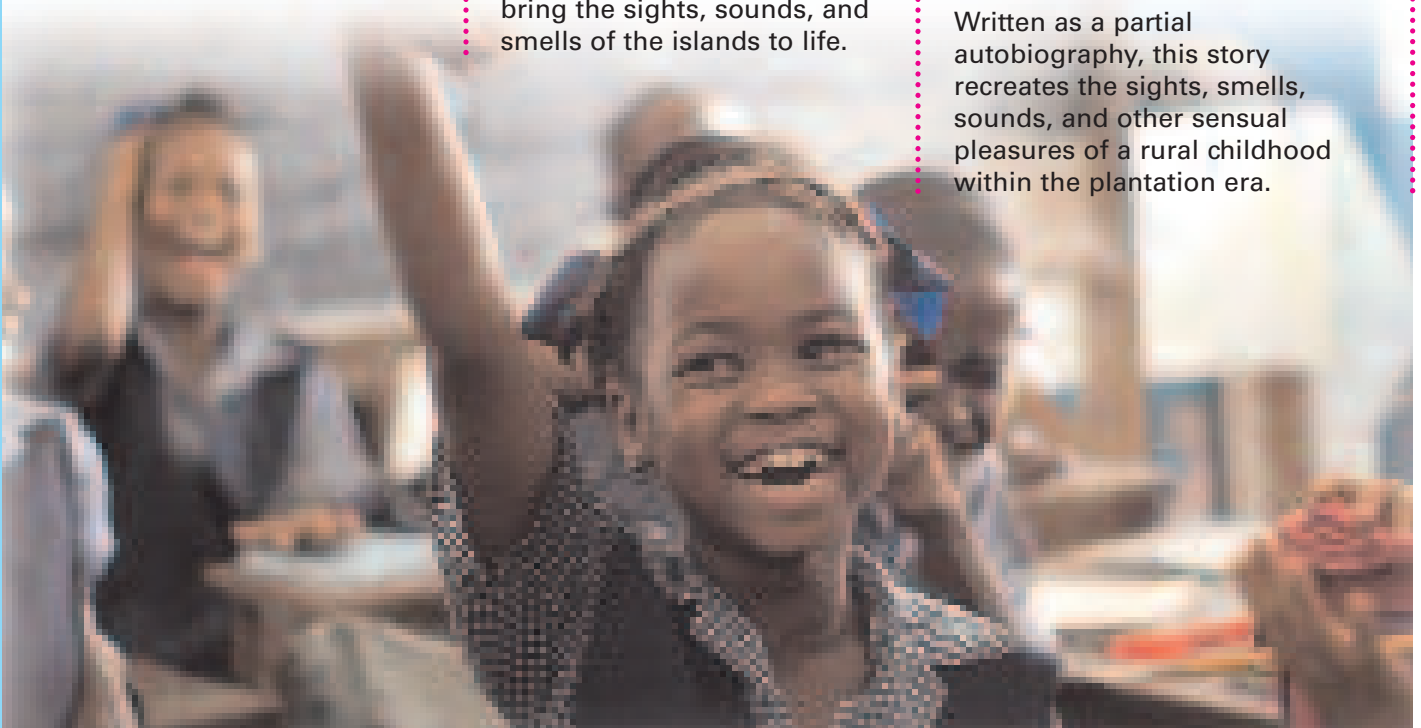 bring the sights, sounds, and
smells of the islands to life.
Written as a partial
autobiography, this story
recreates the sights, smells,
sounds, and other sensual
pleasures of a rural childhood
within the plantation era.